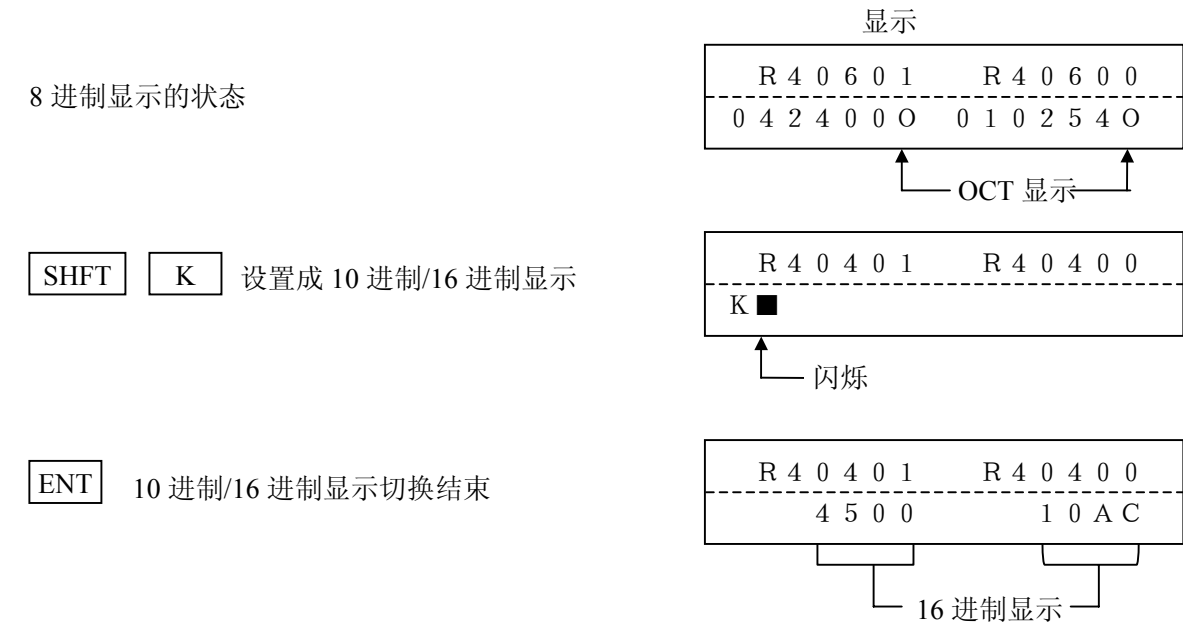 显示
8 进制显示的状态
R40601 R40600
042400O 010254O
OCT 显示
SHFT K 设置成 10 进制/16 进制显示
R40401 R40400
K■
闪烁
ENT 10 进制/16 进制显示切换结束
R40401 R40400
4500 10AC
16 进制显示